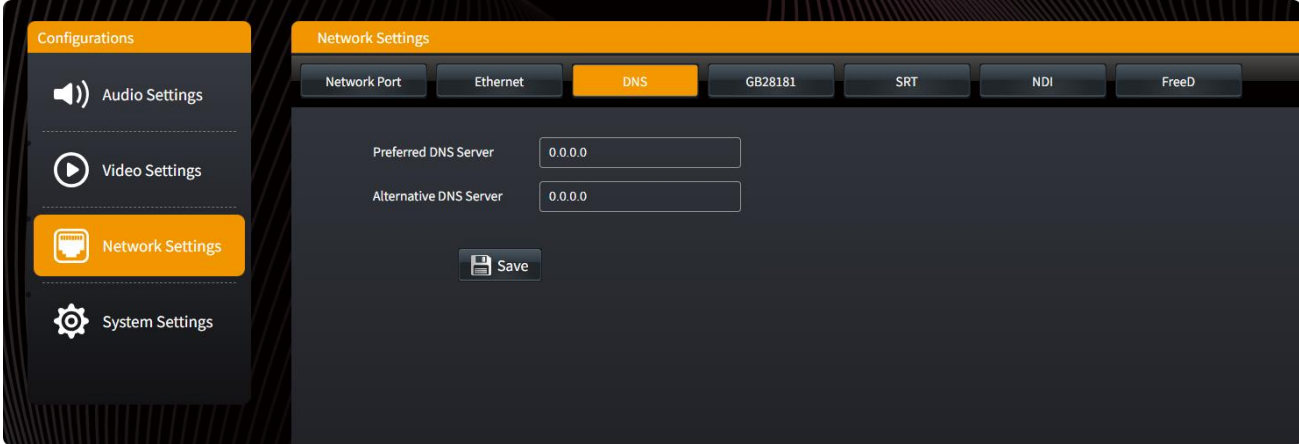 Configurations
Audio Settings
Video Settings
Network Settings
System Settings
Network Settings
Network Port Ethernet DNS GB28181 SRT NDI FreeD
Preferred DNS Server 0.0.0.0
Alternative DNS Server 0.0.0.0
Save